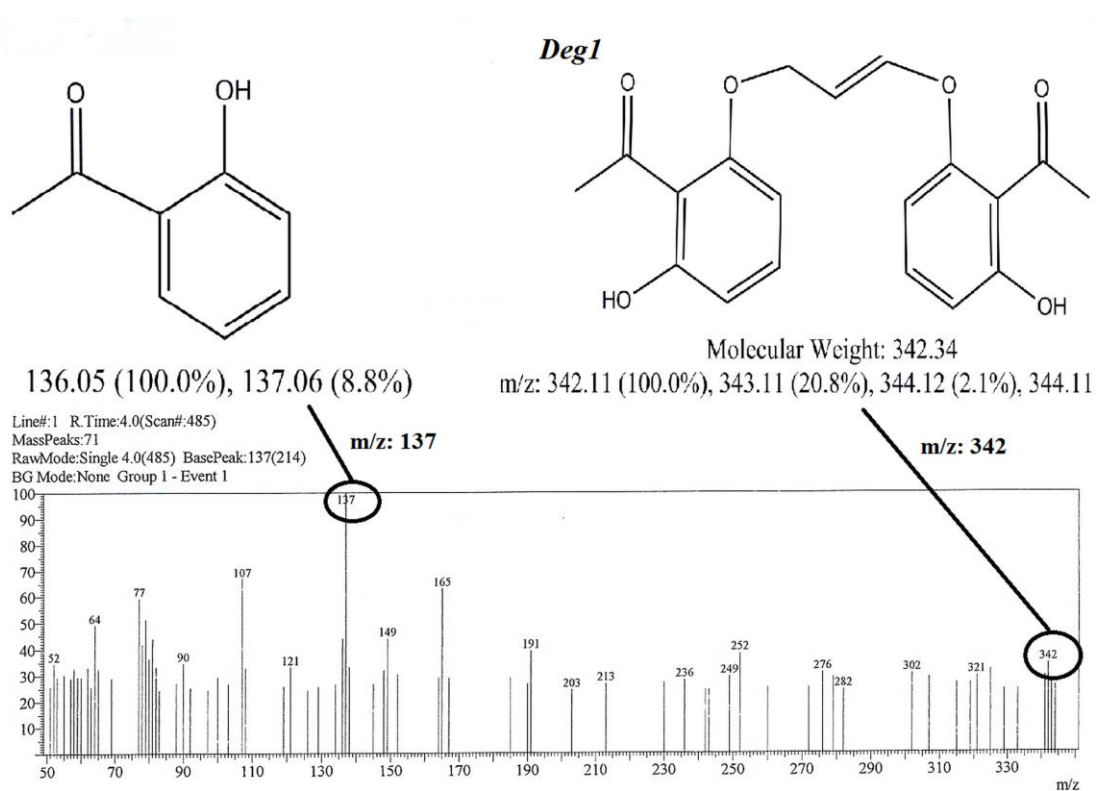 Deg1
O
OH
O
O
O
O
HO
OH
Molecular Weight: 342.34
136.05 (100.0%), 137.06 (8.8%)
m/z: 342.11 (100.0%), 343.11 (20.8%), 344.12 (2.1%), 344.11
Line#:1 R.Time:4.0(Scan#:485)
MassPeaks:71
RawMode:Single 4.0(485) BasePeak:137(214)
BG Mode:None Group 1 - Event 1
m/z: 137
m/z: 342
100
90
80
70
60
50
40
30
20
10
52
64
77
90
107
121
137
149
165
191
203
213
236
249
252
276
282
302
321
342
50 70 90 110 130 150 170 190 210 230 250 270 290 310 330
m/z